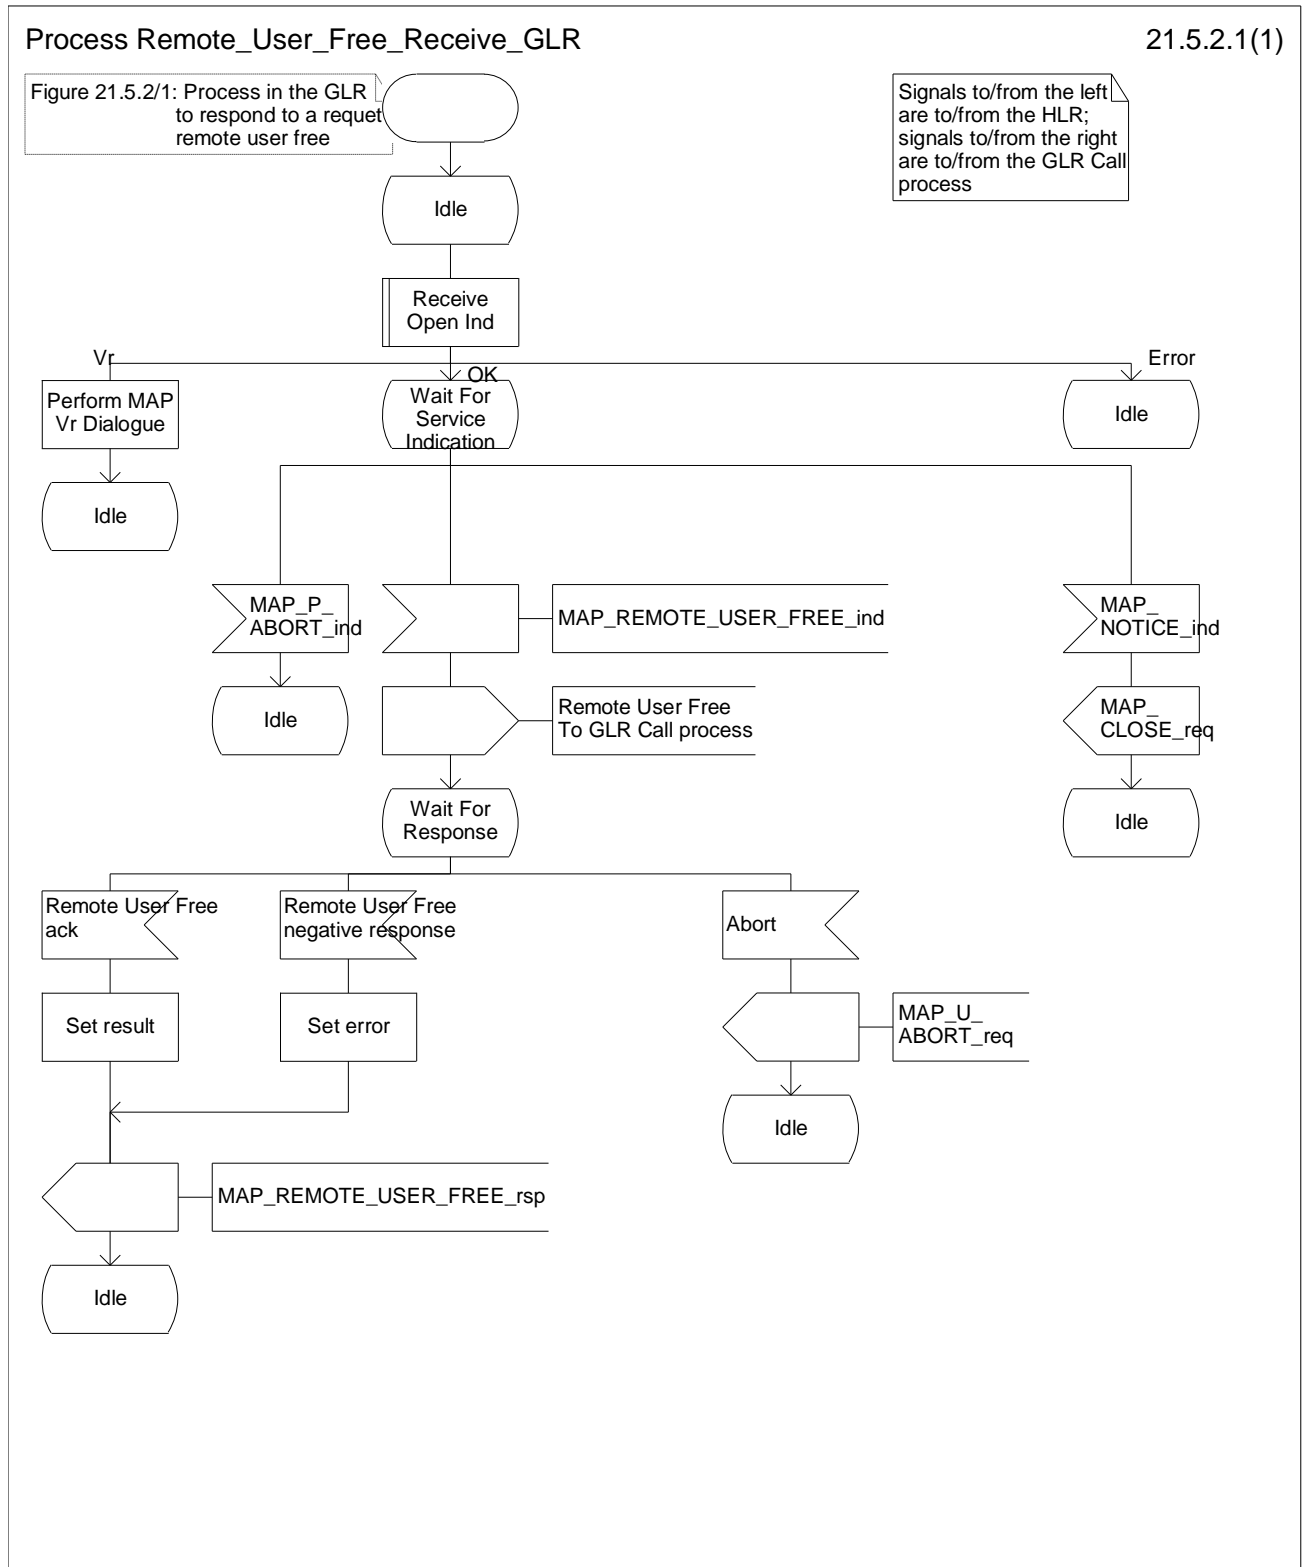 Process Remote_User_Free_Receive_GLR
21.5.2.1(1)
Figure 21.5.2/1: Process in the GLR
to respond to a requet
remote user free
Signals to/from the left
are to/from the HLR;
signals to/from the right
are to/from the GLR Call
process
Idle
Receive
Open Ind
Vr
OK
Error
Perform MAP
Vr Dialogue
Wait For
Service
Indication
Idle
Idle
MAP_P_
ABORT_ind
MAP_REMOTE_USER_FREE_ind
MAP_
NOTICE_ind
Idle
Remote User Free
To GLR Call process
MAP_
CLOSE_req
Wait For
Response
Idle
Remote User Free
ack
Remote User Free
negative response
Abort
Set result
Set error
MAP_U_
ABORT_req
Idle
MAP_REMOTE_USER_FREE_rsp
Idle